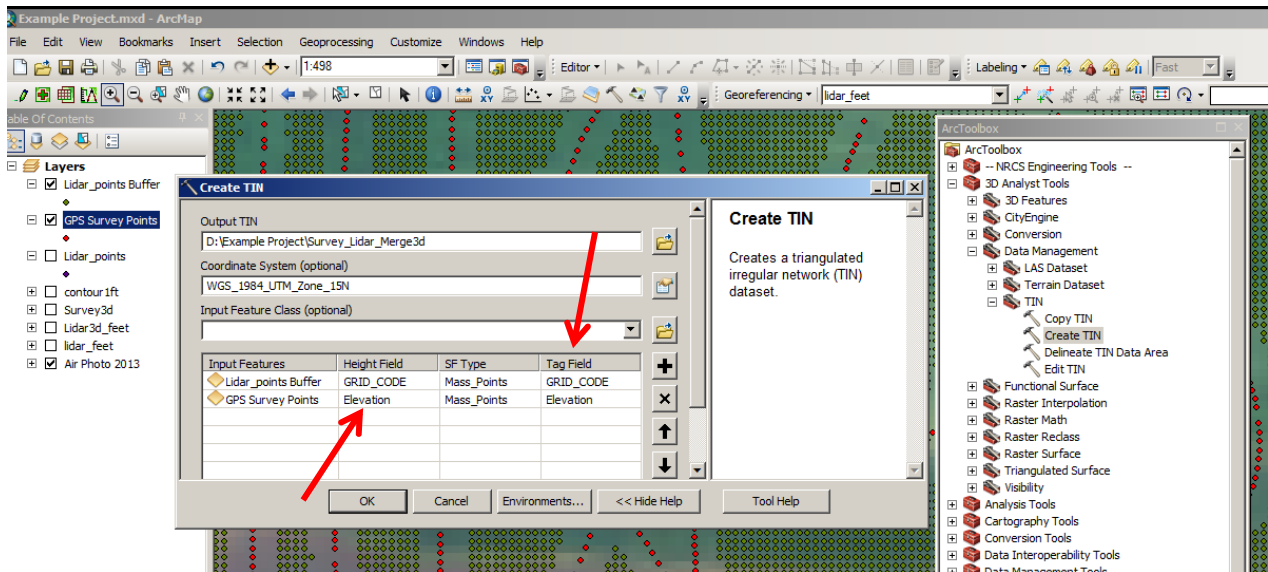 Example Project.mxd - ArcMap
File Edit View Bookmarks Insert Selection Geoprocessing Customize Windows Help
1:498 Editor Labeling Fast
Georeferencing lidar_feet
able Of Contents
Layers
Lidar_points Buffer
GPS Survey Points
Lidar_points
contour1ft
Survey3d
Lidar3d_feet
lidar_feet
Air Photo 2013
Create TIN
Output TIN
D:\Example Project\Survey_Lidar_Merge3d
Coordinate System (optional)
WGS_1984_UTM_Zone_15N
Input Feature Class (optional)
Input Features Height Field SF Type Tag Field
Lidar_points Buffer GRID_CODE Mass_Points GRID_CODE
GPS Survey Points Elevation Mass_Points Elevation
OK Cancel Environments... << Hide Help Tool Help
Create TIN
Creates a triangulated
irregular network (TIN)
dataset.
ArcToolbox
ArcToolbox
-- NRCS Engineering Tools --
3D Analyst Tools
3D Features
CityEngine
Conversion
Data Management
LAS Dataset
Terrain Dataset
TIN
Copy TIN
Create TIN
Delineate TIN Data Area
Edit TIN
Functional Surface
Raster Interpolation
Raster Math
Raster Reclass
Raster Surface
Triangulated Surface
Visibility
Analysis Tools
Cartography Tools
Conversion Tools
Data Interoperability Tools
Data Management Tools